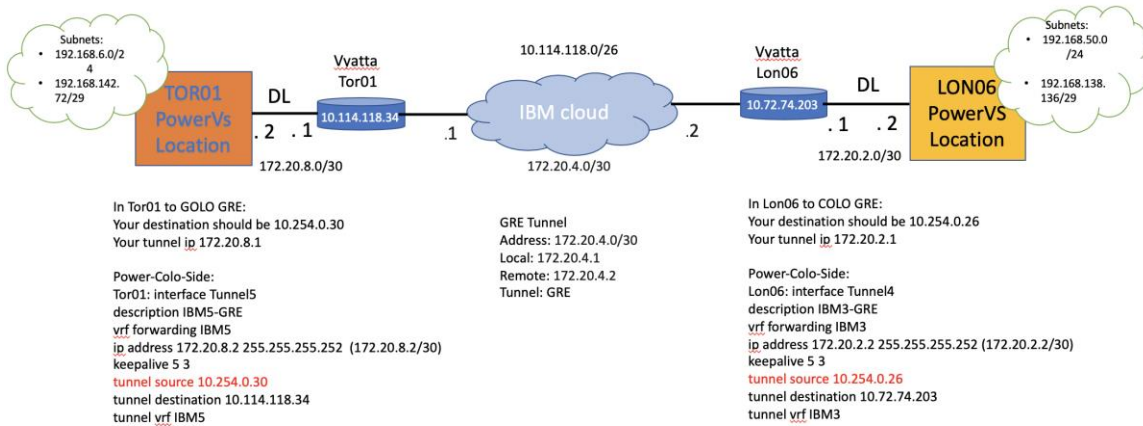 Subnets:
• 192.168.6.0/2
4
• 192.168.142.
72/29
TOR01
PowerVs
Location
DL
. 2 . 1
172.20.8.0/30
Vyatta
Tor01
10.114.118.34
.1
10.114.118.0/26
IBM cloud
172.20.4.0/30
.2
Vyatta
Lon06
10.72.74.203
DL
. 1 . 2
172.20.2.0/30
LON06
PowerVS
Location
Subnets:
• 192.168.50.0
/24
• 192.168.138.
136/29
In Tor01 to GOLO GRE:
Your destination should be 10.254.0.30
Your tunnel ip 172.20.8.1
Power-Colo-Side:
Tor01: interface Tunnel5
description IBM5-GRE
vrf forwarding IBM5
ip address 172.20.8.2 255.255.255.252 (172.20.8.2/30)
keepalive 5 3
tunnel source 10.254.0.30
tunnel destination 10.114.118.34
tunnel vrf IBM5
GRE Tunnel
Address: 172.20.4.0/30
Local: 172.20.4.1
Remote: 172.20.4.2
Tunnel: GRE
In Lon06 to COLO GRE:
Your destination should be 10.254.0.26
Your tunnel ip 172.20.2.1
Power-Colo-Side:
Lon06: interface Tunnel4
description IBM3-GRE
vrf forwarding IBM3
ip address 172.20.2.2 255.255.255.252 (172.20.2.2/30)
keepalive 5 3
tunnel source 10.254.0.26
tunnel destination 10.72.74.203
tunnel vrf IBM3